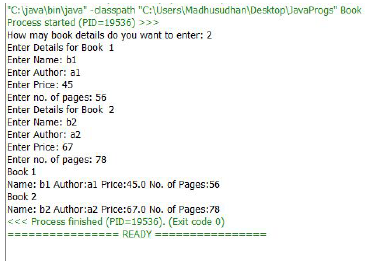 "C:\java\bin\java" -classpath "C:\Users\Madhusudhan\Desktop\JavaProgs" Book
Process started (PID=19536) >>>
How may book details do you want to enter: 2
Enter Details for Book  1
Enter Name: b1
Enter Author: a1
Enter Price: 45
Enter no. of pages: 56
Enter Details for Book  2
Enter Name: b2
Enter Author: a2
Enter Price: 67
Enter no. of pages: 78
Book 1
Name: b1 Author:a1 Price:45.0 No. of Pages:56
Book 2
Name: b2 Author:a2 Price:67.0 No. of Pages:78
<<< Process finished (PID=19536). (Exit code 0)
================ READY ================